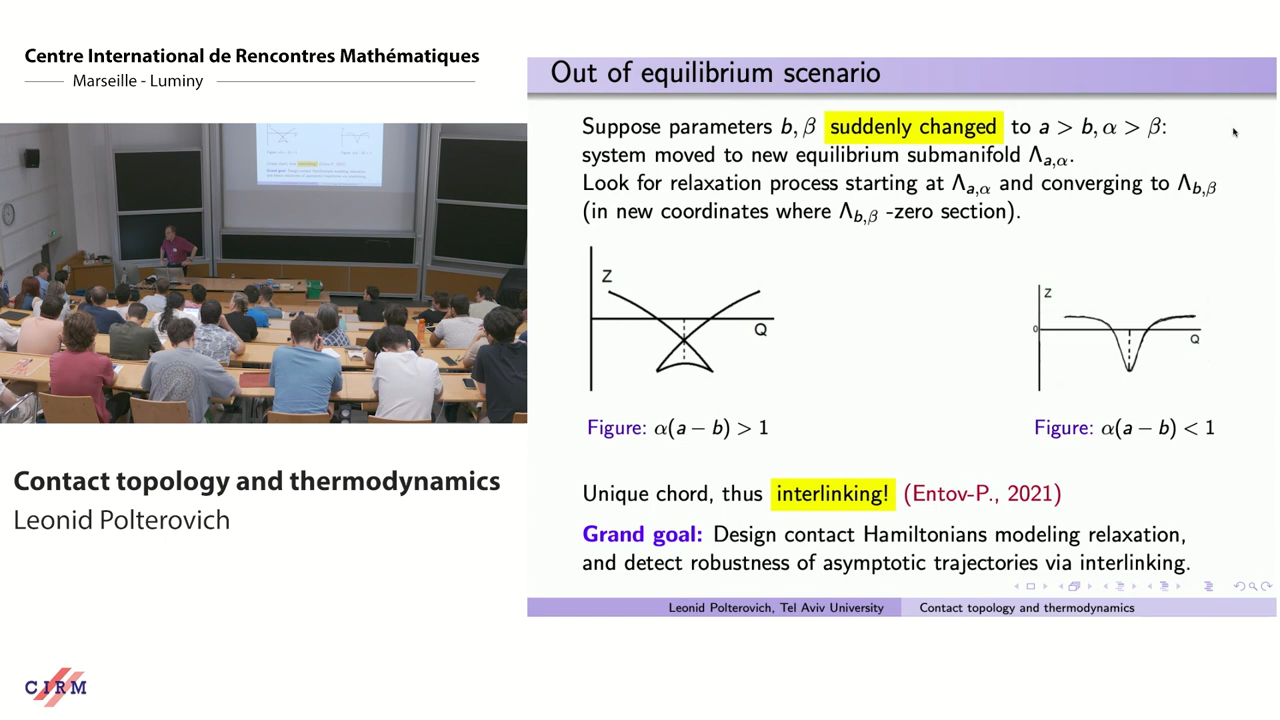 Centre International de Rencontres Mathématiques
Marseille - Luminy
Contact topology and thermodynamics
Leonid Polterovich
CIRM
Out of equilibrium scenario
Suppose parameters b, β suddenly changed to a > b, α > β:
system moved to new equilibrium submanifold Λa,α.
Look for relaxation process starting at Λa,α and converging to Λb,β
(in new coordinates where Λb,β -zero section).
Z
Q
Z
0
Q
Figure: α(a − b) > 1
Figure: α(a − b) < 1
Unique chord, thus interlinking! (Entov-P., 2021)
Grand goal: Design contact Hamiltonians modeling relaxation,
and detect robustness of asymptotic trajectories via interlinking.
Leonid Polterovich, Tel Aviv University
Contact topology and thermodynamics